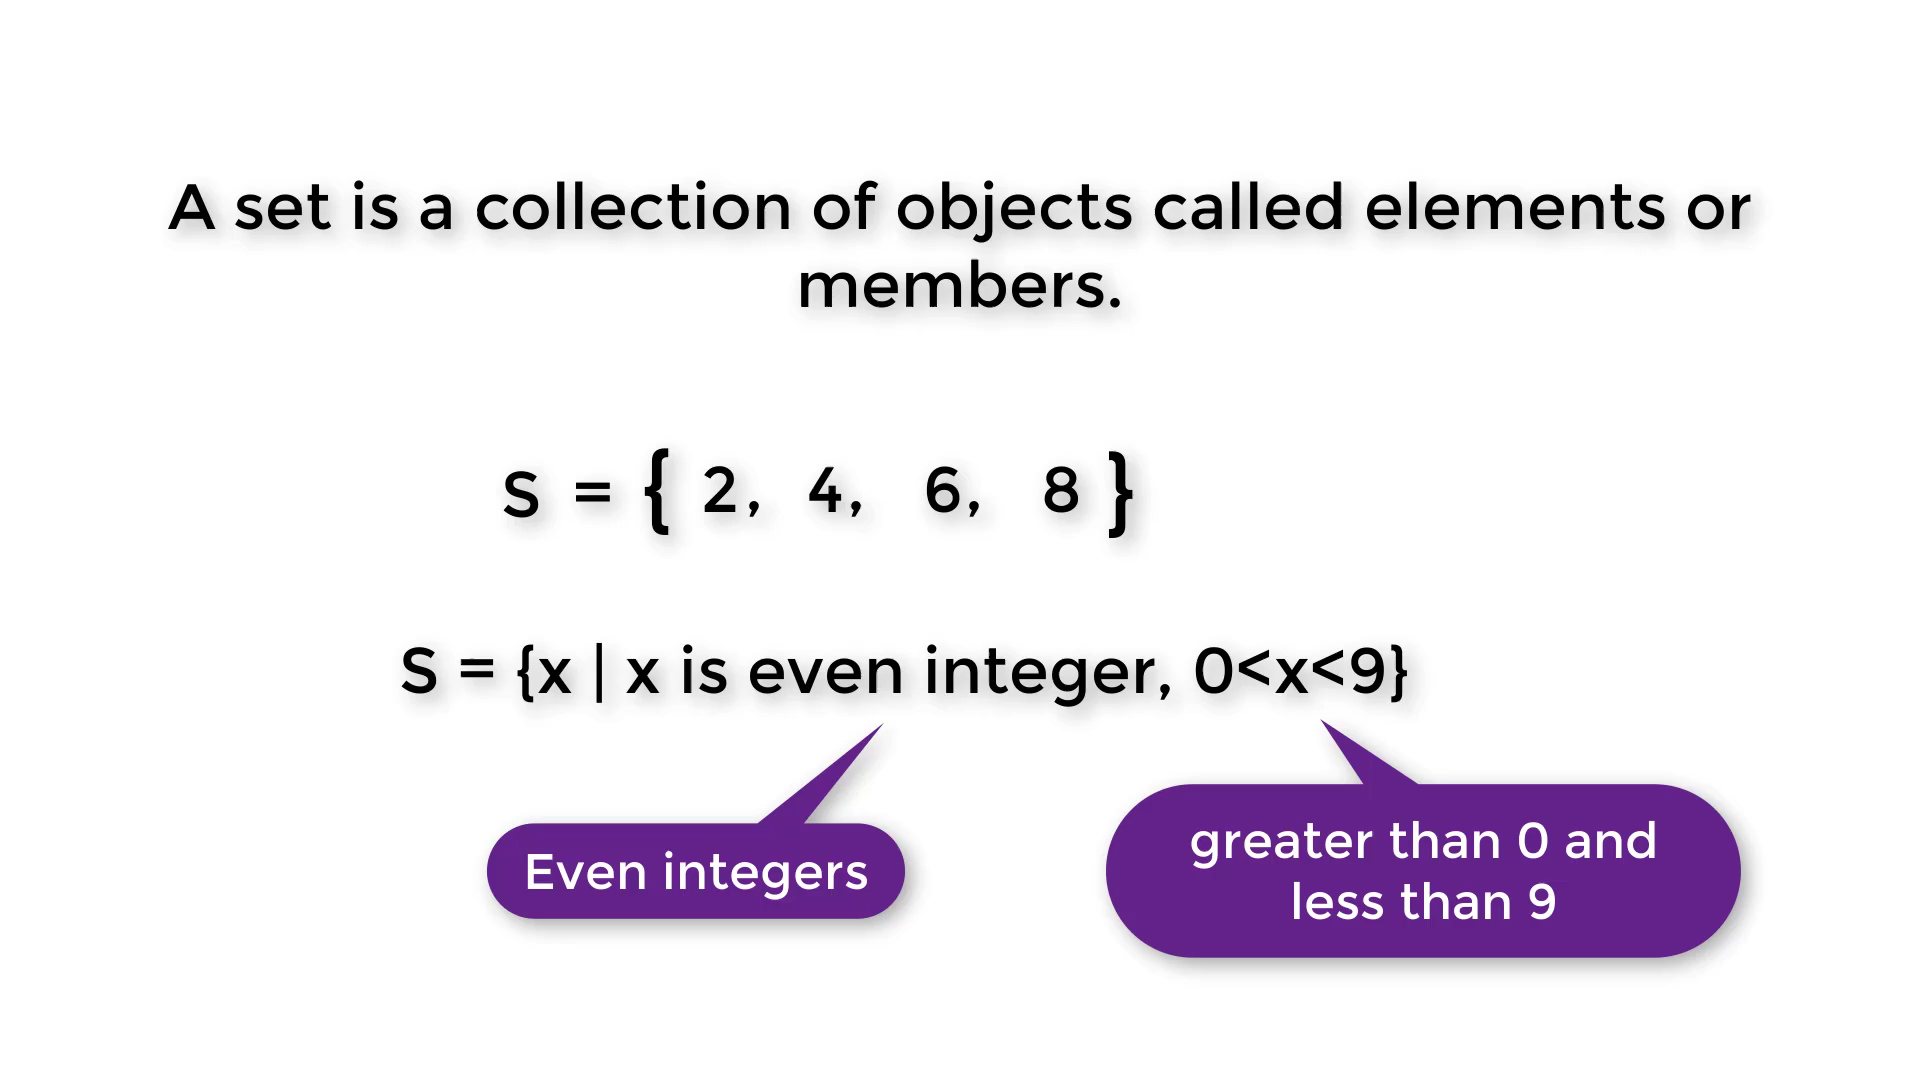 A set is a collection of objects called elements or
members.
S = { 2, 4, 6, 8 }
S = {x | x is even integer, 0<x<9}
Even integers
greater than 0 and
less than 9